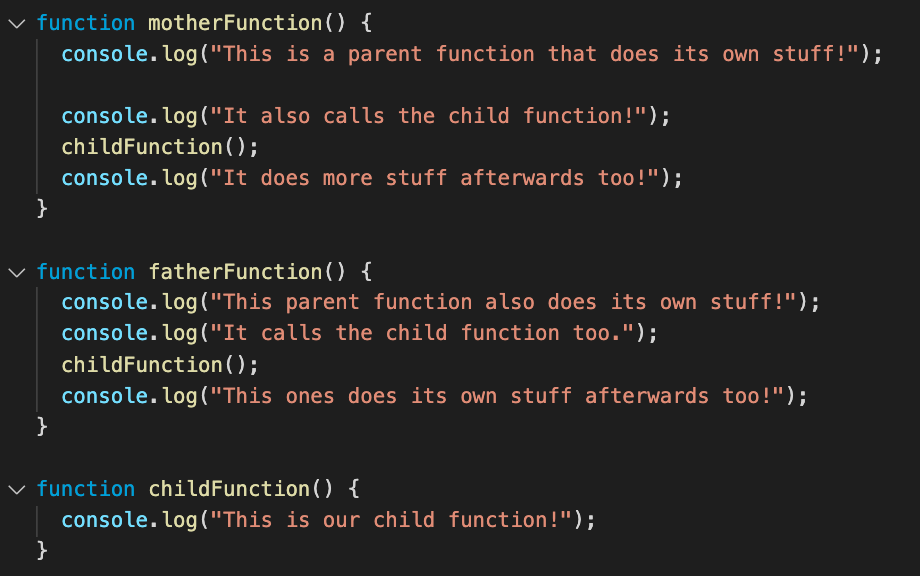 function motherFunction() {
console.log("This is a parent function that does its own stuff!");
console.log("It also calls the child function!");
childFunction();
console.log("It does more stuff afterwards too!");
}
function fatherFunction() {
console.log("This parent function also does its own stuff!");
console.log("It calls the child function too.");
childFunction();
console.log("This ones does its own stuff afterwards too!");
}
function childFunction() {
console.log("This is our child function!");
}